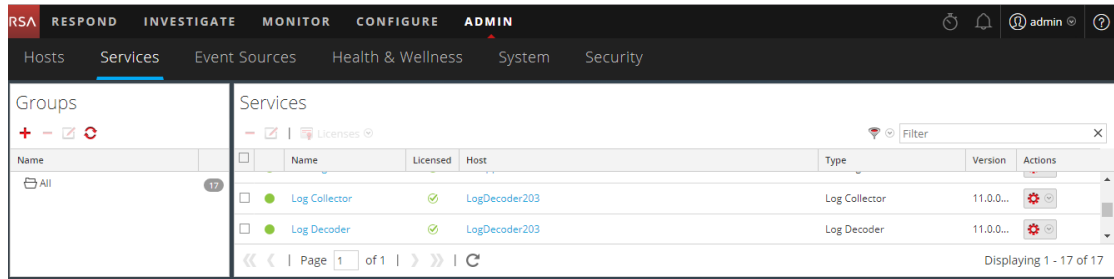 RSA RESPOND INVESTIGATE MONITOR CONFIGURE ADMIN admin
Hosts Services Event Sources Health & Wellness System Security
Groups
Name
All 17
Services
Licenses
Filter
Name Licensed Host Type Version Actions
Log Collector LogDecoder203 Log Collector 11.0.0...
Log Decoder LogDecoder203 Log Decoder 11.0.0...
Page 1 of 1 Displaying 1 - 17 of 17